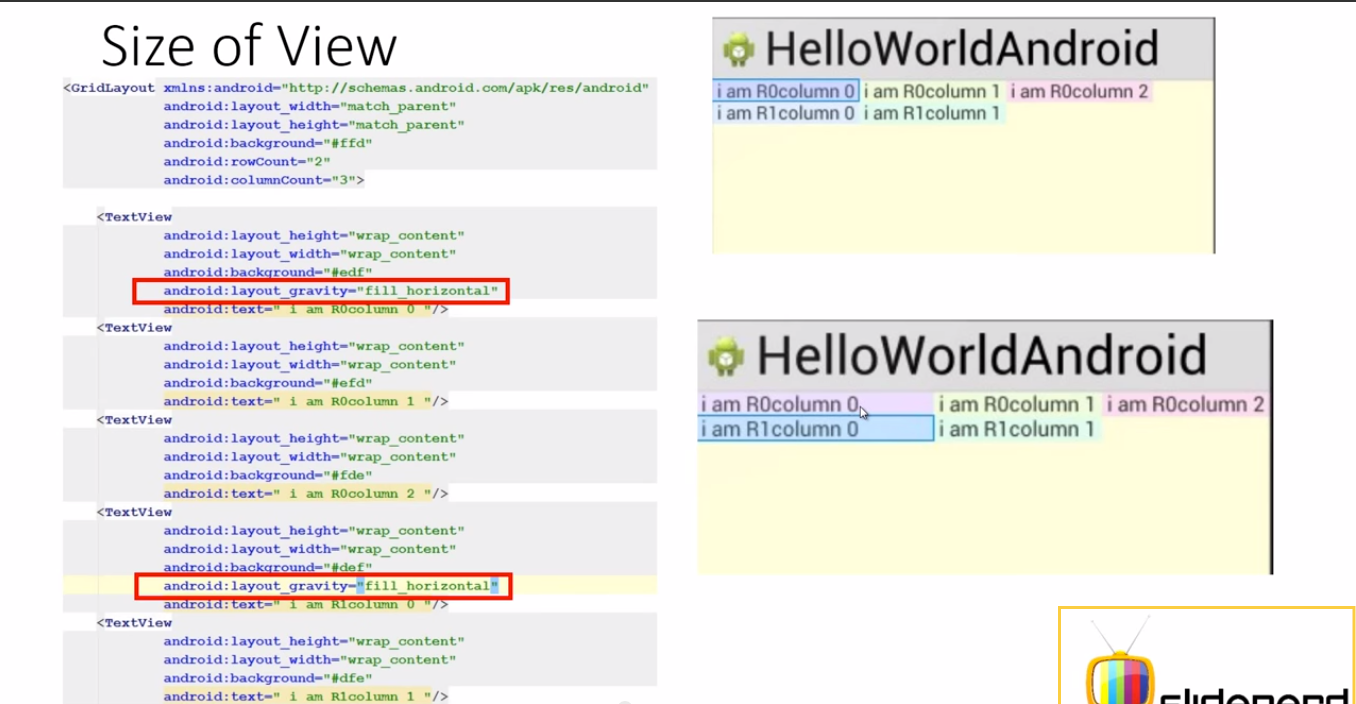 Size of View
<GridLayout xmlns:android="http://schemas.android.com/apk/res/android"
android:layout_width="match_parent"
android:layout_height="match_parent"
android:background="#ffd"
android:rowCount="2"
android:columnCount="3">
<TextView
android:layout_height="wrap_content"
android:layout_width="wrap_content"
android:background="#edf"
android:layout_gravity="fill_horizontal"
android:text=" i am R0column 0 "/>
<TextView
android:layout_height="wrap_content"
android:layout_width="wrap_content"
android:background="#efd"
android:text=" i am R0column 1 "/>
<TextView
android:layout_height="wrap_content"
android:layout_width="wrap_content"
android:background="#fde"
android:text=" i am R0column 2 "/>
<TextView
android:layout_height="wrap_content"
android:layout_width="wrap_content"
android:background="#def"
android:layout_gravity="fill_horizontal"
android:text=" i am R1column 0 "/>
<TextView
android:layout_height="wrap_content"
android:layout_width="wrap_content"
android:background="#dfe"
android:text=" i am R1column 1 "/>
HelloWorldAndroid
i am R0column 0 i am R0column 1 i am R0column 2
i am R1column 0 i am R1column 1
HelloWorldAndroid
i am R0column 0 i am R0column 1 i am R0column 2
i am R1column 0 i am R1column 1
slidenerd